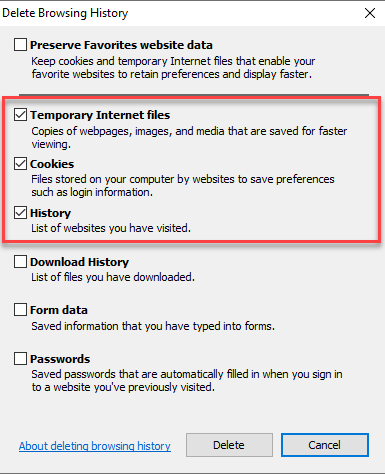 Delete Browsing History
Preserve Favorites website data
Keep cookies and temporary Internet files that enable your
favorite websites to retain preferences and display faster.
Temporary Internet files
Copies of webpages, images, and media that are saved for faster
viewing.
Cookies
Files stored on your computer by websites to save preferences
such as login information.
History
List of websites you have visited.
Download History
List of files you have downloaded.
Form data
Saved information that you have typed into forms.
Passwords
Saved passwords that are automatically filled in when you sign in
to a website you've previously visited.
About deleting browsing history
Delete
Cancel